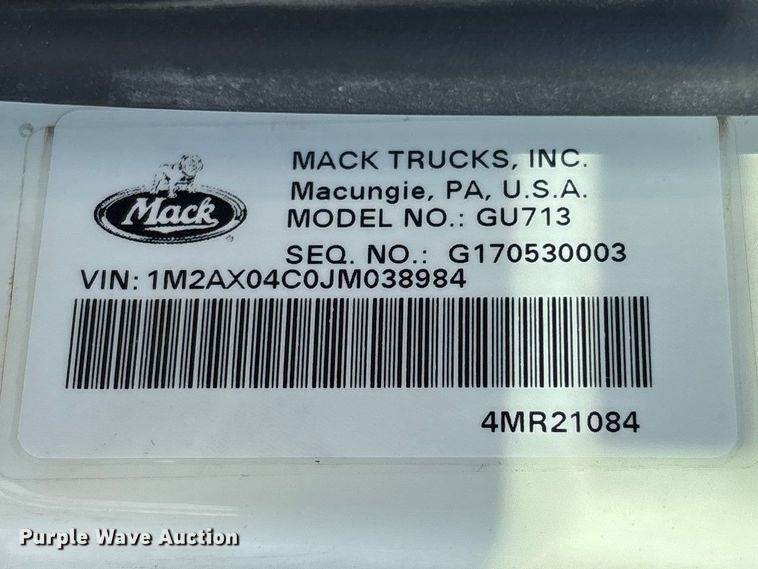 Mack
MACK TRUCKS, INC.
Macungie, PA, U.S.A.
MODEL NO.: GU713
SEQ. NO.: G170530003
VIN: 1M2AX04C0JM038984
4MR21084
Purple Wave Auction